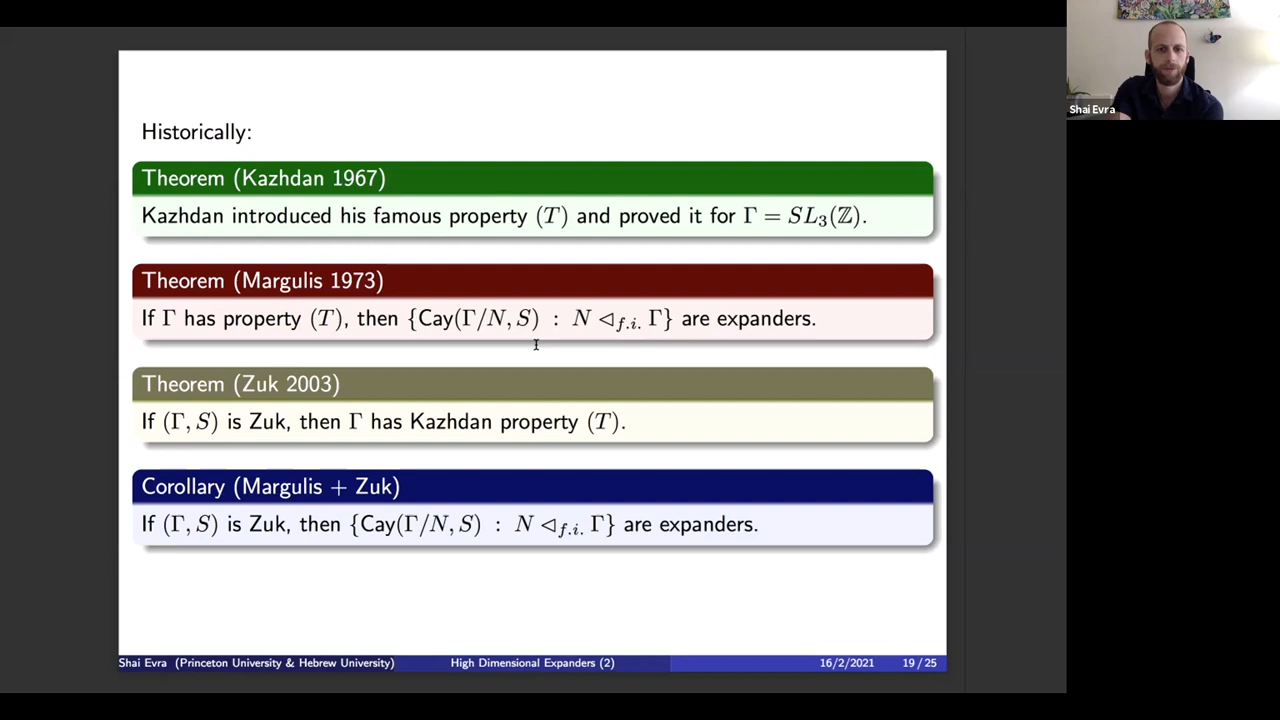 Historically:
Theorem (Kazhdan 1967)
Kazhdan introduced his famous property (T) and proved it for Γ = SL₃(ℤ).
Theorem (Margulis 1973)
If Γ has property (T), then {Cay(Γ/N, S) : N ◁f.i. Γ} are expanders.
Theorem (Zuk 2003)
If (Γ, S) is Zuk, then Γ has Kazhdan property (T).
Corollary (Margulis + Zuk)
If (Γ, S) is Zuk, then {Cay(Γ/N, S) : N ◁f.i. Γ} are expanders.
Shai Evra (Princeton University & Hebrew University) High Dimensional Expanders (2) 16/2/2021 19 / 25
Shai Evra